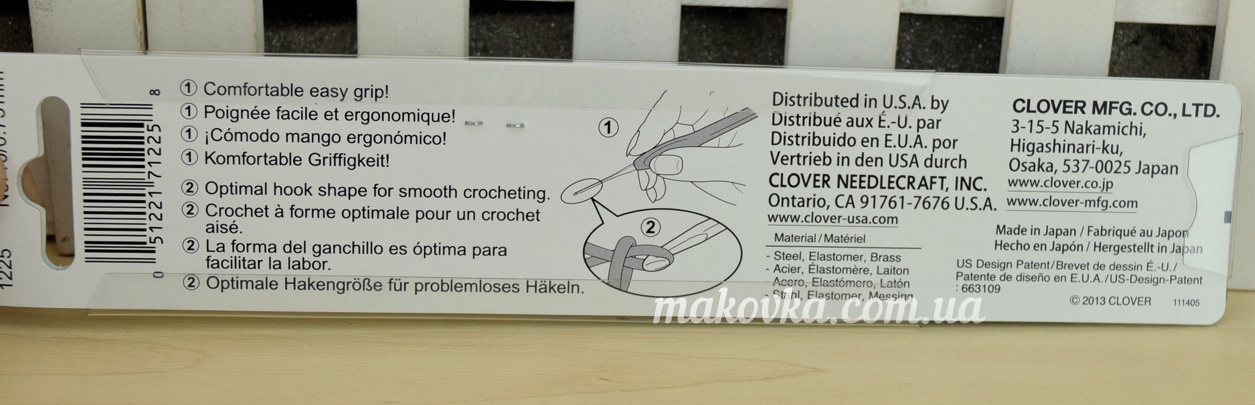 1225
8
51221 71225
0
① Comfortable easy grip!
① Poignée facile et ergonomique!
① ¡Cómodo mango ergonómico!
① Komfortable Griffigkeit!
② Optimal hook shape for smooth crocheting.
② Crochet à forme optimale pour un crochet
aisé.
② La forma del ganchillo es óptima para
facilitar la labor.
② Optimale Hakengröße für problemloses Häkeln.
①
②
Distributed in U.S.A. by
Distribué aux É.-U. par
Distribuido en E.U.A. por
Vertrieb in den USA durch
CLOVER NEEDLECRAFT, INC.
Ontario, CA 91761-7676 U.S.A.
www.clover-usa.com
Material / Matériel
- Steel, Elastomer, Brass
- Acier, Élastomère, Laiton
- Acero, Elastómero, Latón
- Stahl, Elastomer, Messing
CLOVER MFG. CO., LTD.
3-15-5 Nakamichi,
Higashinari-ku,
Osaka, 537-0025 Japan
www.clover.co.jp
www.clover-mfg.com
Made in Japan / Fabriqué au Japon
Hecho en Japón / Hergestellt in Japan
US Design Patent/Brevet de dessin É.-U./
Patente de diseño en E.U.A./US-Design-Patent
: 663109
© 2013 CLOVER 111405
makovka.com.ua